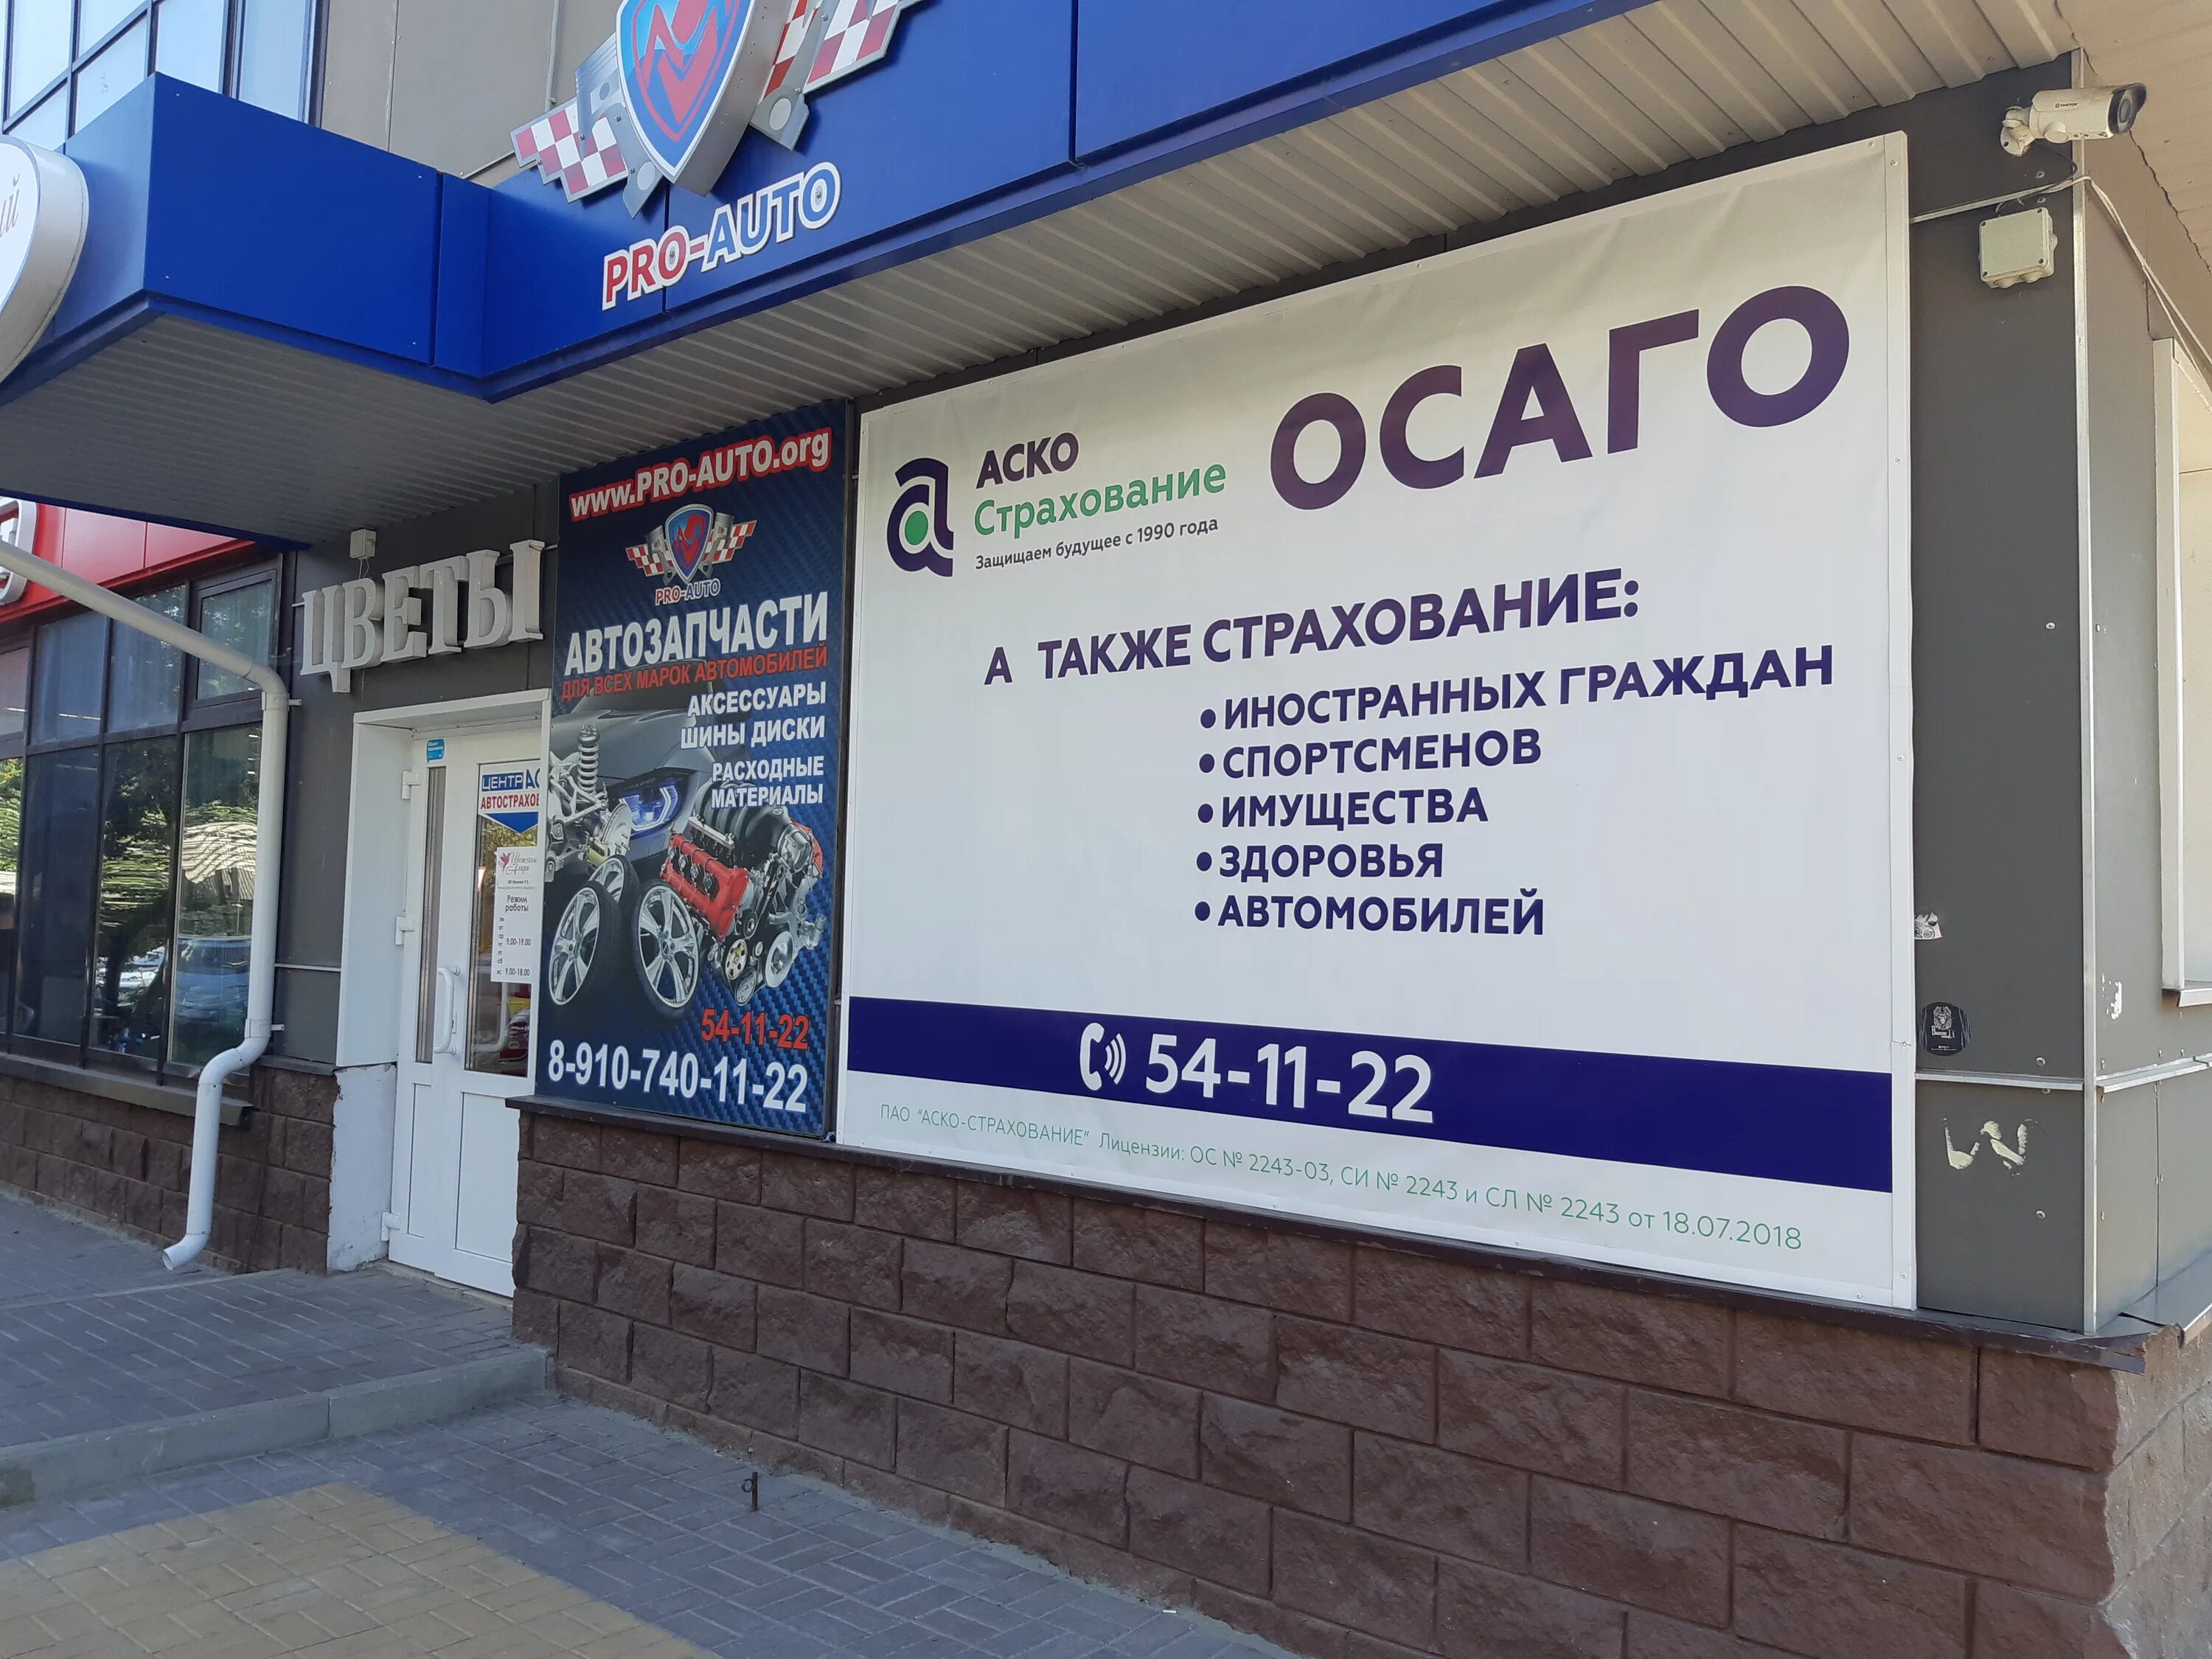 PRO-AUTO
www.PRO-AUTO.org
PRO-AUTO
АВТОЗАПЧАСТИ
ДЛЯ ВСЕХ МАРОК АВТОМОБИЛЕЙ
АКСЕССУАРЫ
ШИНЫ ДИСКИ
РАСХОДНЫЕ
МАТЕРИАЛЫ
54-11-22
8-910-740-11-22
ЦВЕТЫ
ЦЕНТР АС
АВТОСТРАХОВ
Режим
работы
9.00-19.00
9.00-18.00
АСКО
Страхование
Защищаем будущее с 1990 года
ОСАГО
А ТАКЖЕ СТРАХОВАНИЕ:
•ИНОСТРАННЫХ ГРАЖДАН
•СПОРТСМЕНОВ
•ИМУЩЕСТВА
•ЗДОРОВЬЯ
•АВТОМОБИЛЕЙ
54-11-22
ПАО "АСКО-СТРАХОВАНИЕ" Лицензии: ОС № 2243-03, СИ № 2243 и СЛ № 2243 от 18.07.2018